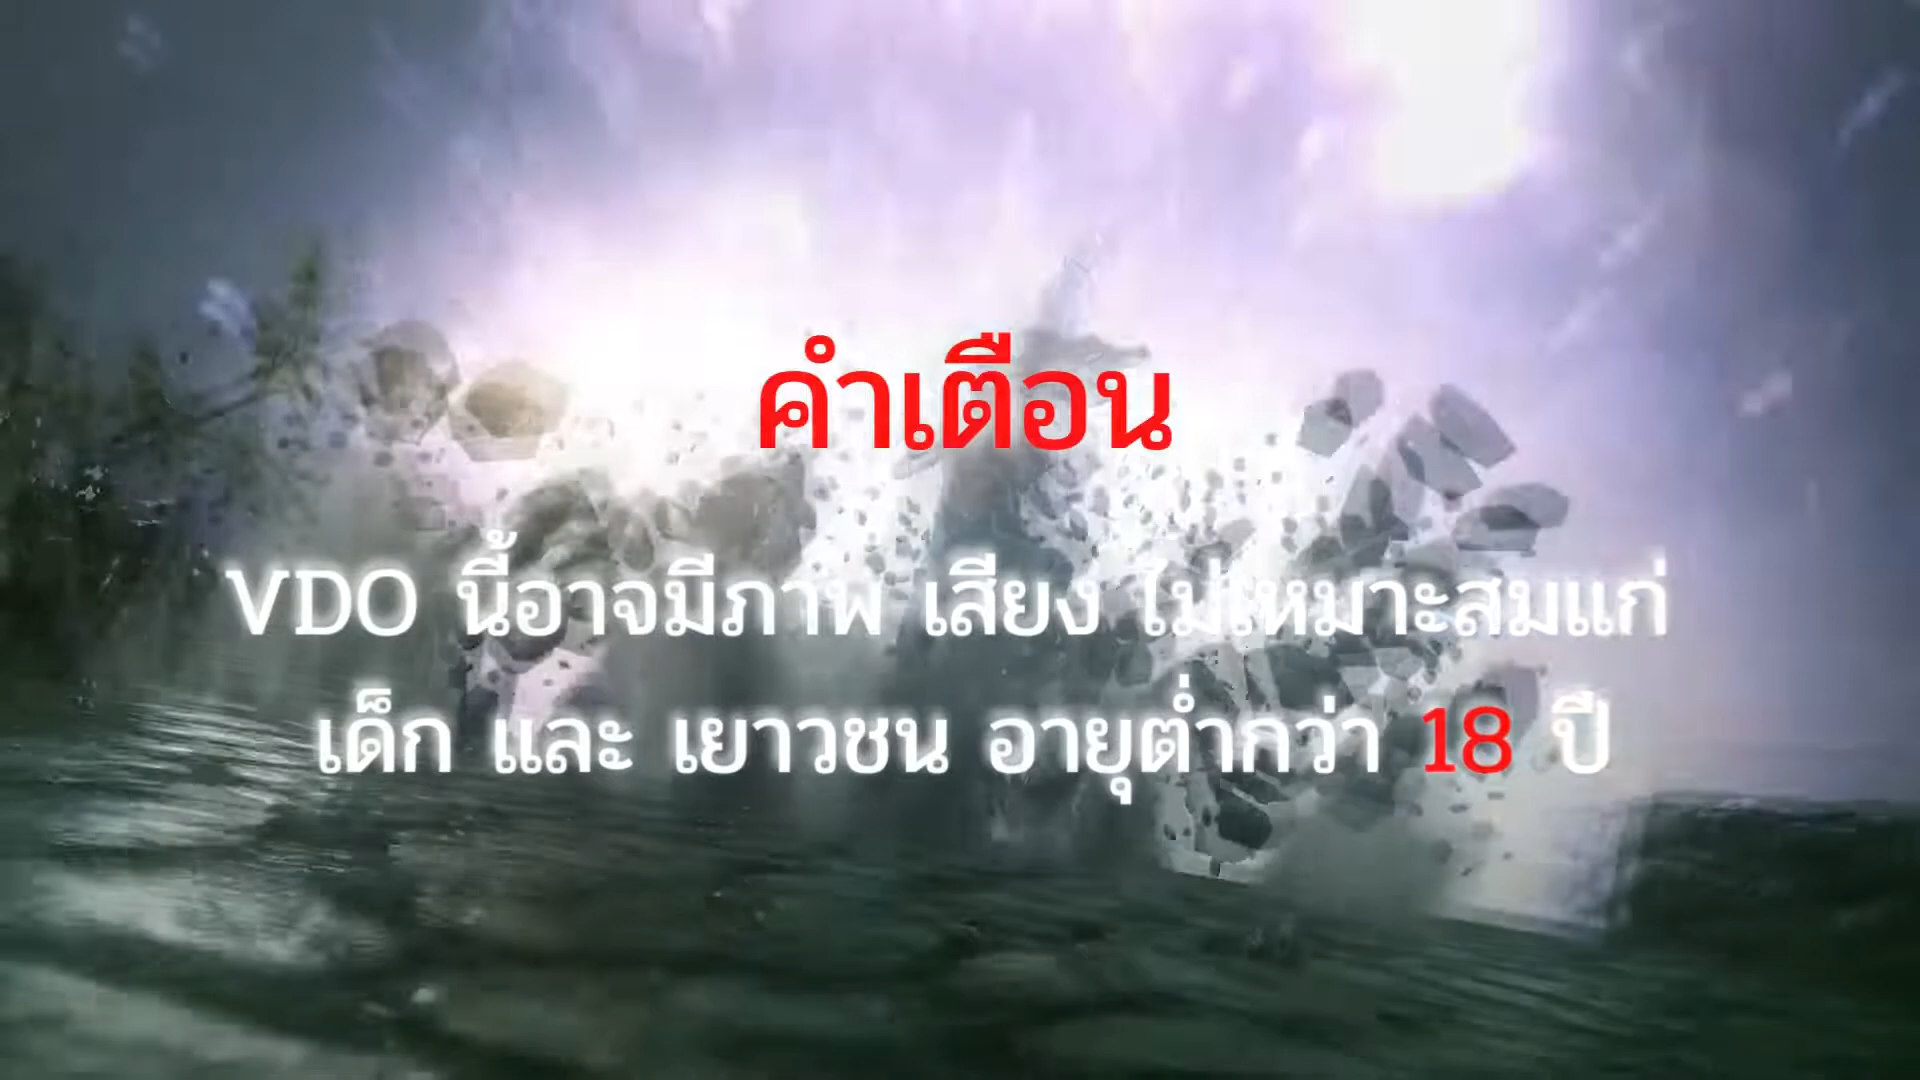 คำเตือน
VDO นี้อาจมีภาพ เสียง ไม่เหมาะสมแก่
เด็ก และ เยาวชน อายุต่ำกว่า 18 ปี